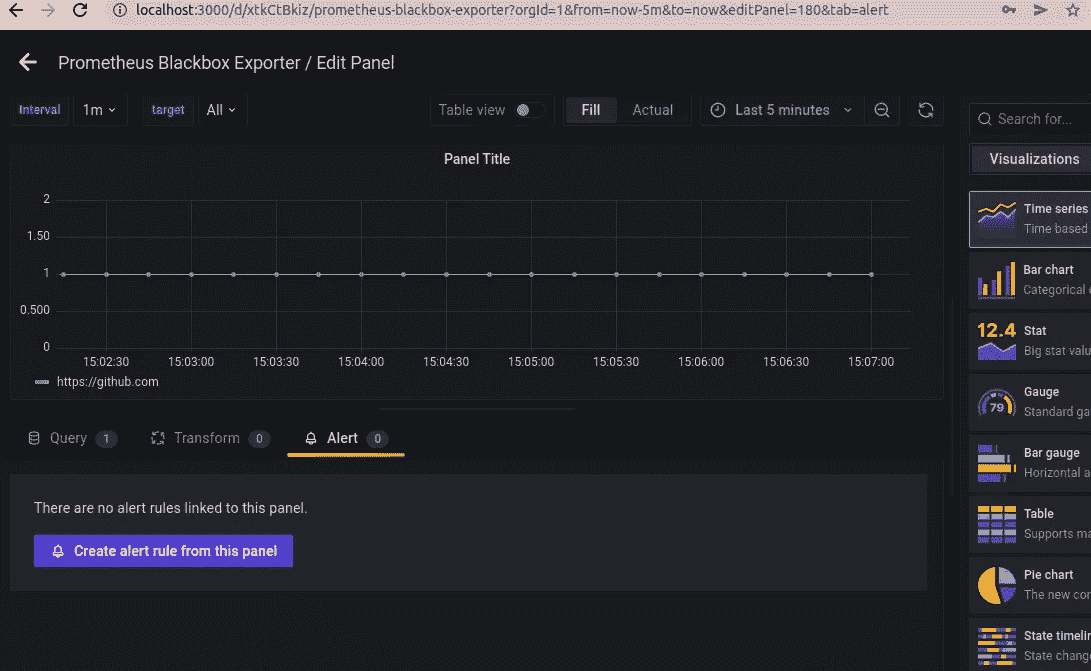 localhost:3000/d/xtkCtBkiz/prometheus-blackbox-exporter?orgId=1&from=now-5m&to=now&editPanel=180&tab=alert
Prometheus Blackbox Exporter / Edit Panel
Interval 1m target All Table view Fill Actual Last 5 minutes
Search for...
Visualizations
Panel Title
2
1.50
1
0.500
0
15:02:30 15:03:00 15:03:30 15:04:00 15:04:30 15:05:00 15:05:30 15:06:00 15:06:30 15:07:00
https://github.com
Query 1 Transform 0 Alert 0
There are no alert rules linked to this panel.
Create alert rule from this panel
Time series
Time based
Bar chart
Categorical
12.4 Stat
Big stat valu
Gauge
79
Standard ga
Bar gauge
Horizontal a
Table
Supports ma
Pie chart
The new cor
State timelin
State change